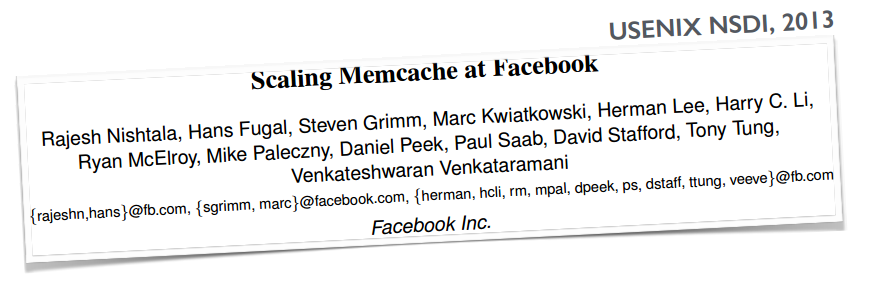 USENIX NSDI, 2013
Scaling Memcache at Facebook
Rajesh Nishtala, Hans Fugal, Steven Grimm, Marc Kwiatkowski, Herman Lee, Harry C. Li,
Ryan McElroy, Mike Paleczny, Daniel Peek, Paul Saab, David Stafford, Tony Tung,
Venkateshwaran Venkataramani
{rajeshn,hans}@fb.com, {sgrimm, marc}@facebook.com, {herman, hcli, rm, mpal, dpeek, ps, dstaff, ttung, veeve}@fb.com
Facebook Inc.